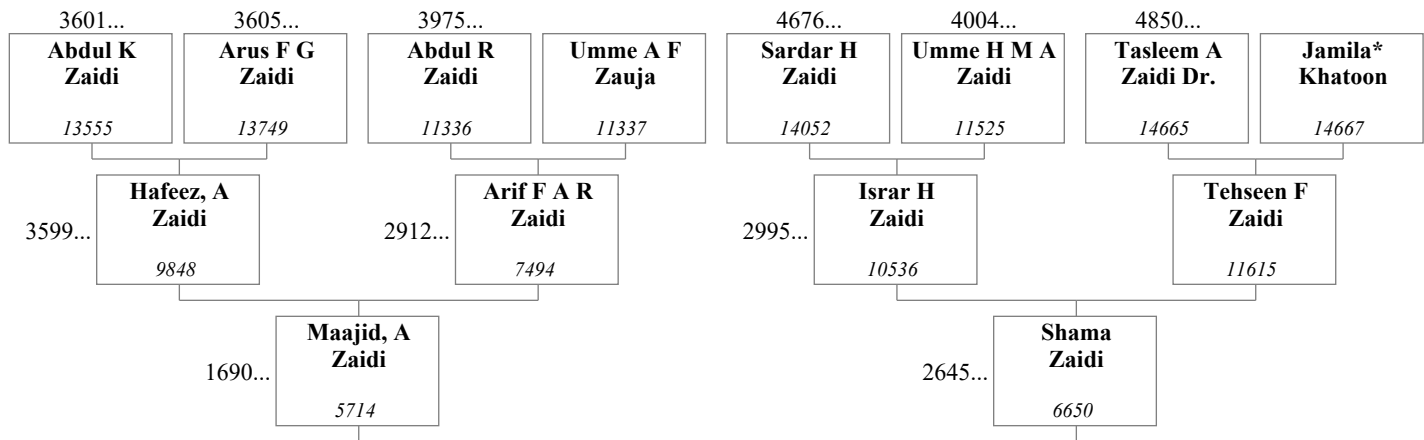 3601...
3605...
3975...
4676...
4004...
4850...
Abdul K
Zaidi
13555
Arus F G
Zaidi
13749
Abdul R
Zaidi
11336
Umme A F
Zauja
11337
Sardar H
Zaidi
14052
Umme H M A
Zaidi
11525
Tasleem A
Zaidi Dr.
14665
Jamila*
Khatoon
14667
3599...
Hafeez, A
Zaidi
9848
2912...
Arif F A R
Zaidi
7494
2995...
Israr H
Zaidi
10536
Tehseen F
Zaidi
11615
1690...
Maajid, A
Zaidi
5714
2645...
Shama
Zaidi
6650